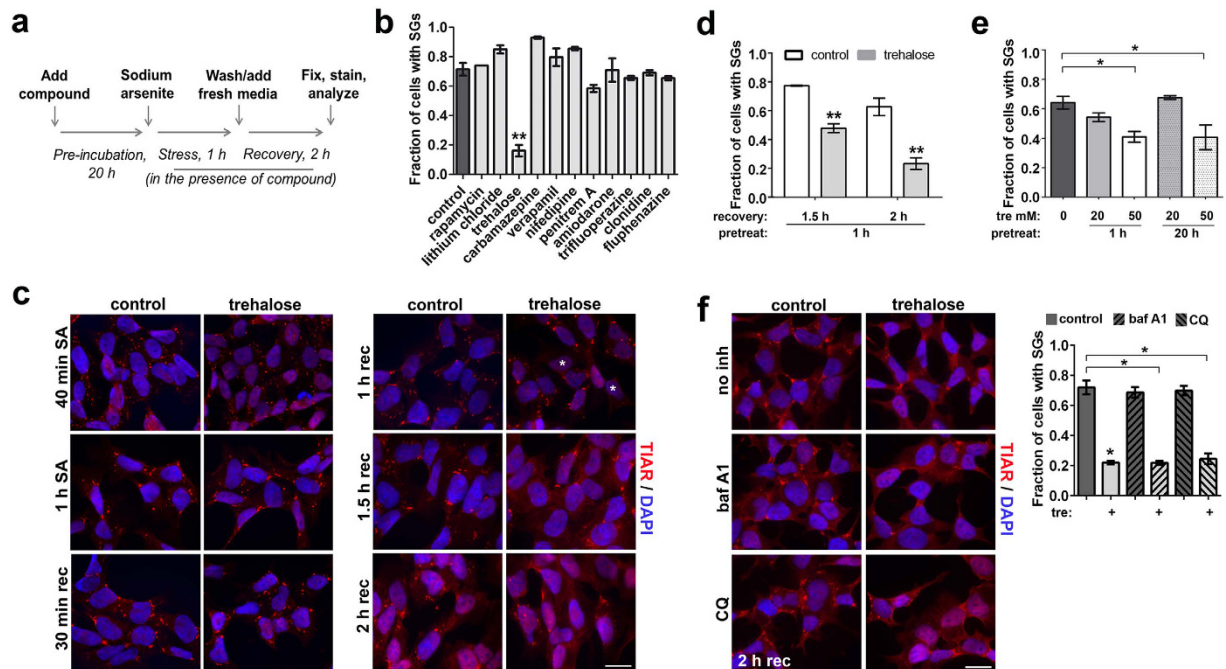 a
Add compound
Sodium arsenite
Wash/add fresh media
Fix, stain, analyze
Pre-incubation, 20 h
Stress, 1 h
Recovery, 2 h
(in the presence of compound)
b
Fraction of cells with SGs
1.0
0.8
0.6
0.4
0.2
0.0
**
control
rapamycin
lithium chloride
trehalose
carbamazepine
verapamil
nifedipine
penitrem A
amiodarone
trifluoperazine
clonidine
fluphenazine
d
control
trehalose
Fraction of cells with SGs
1.0
0.8
0.6
0.4
0.2
0.0
**
**
recovery: 1.5 h 2 h
pretreat: 1 h
e
Fraction of cells with SGs
1.0
0.8
0.6
0.4
0.2
0.0
*
*
tre mM: 0 20 50 20 50
pretreat: 1 h 20 h
c
control trehalose
40 min SA
1 h SA
30 min rec
control trehalose
1 h rec
*
*
1.5 h rec
2 h rec
TIAR / DAPI
f
control trehalose
no inh
baf A1
CQ
2 h rec
TIAR / DAPI
control baf A1 CQ
Fraction of cells with SGs
1.0
0.8
0.6
0.4
0.2
0.0
*
*
*
tre: + + +